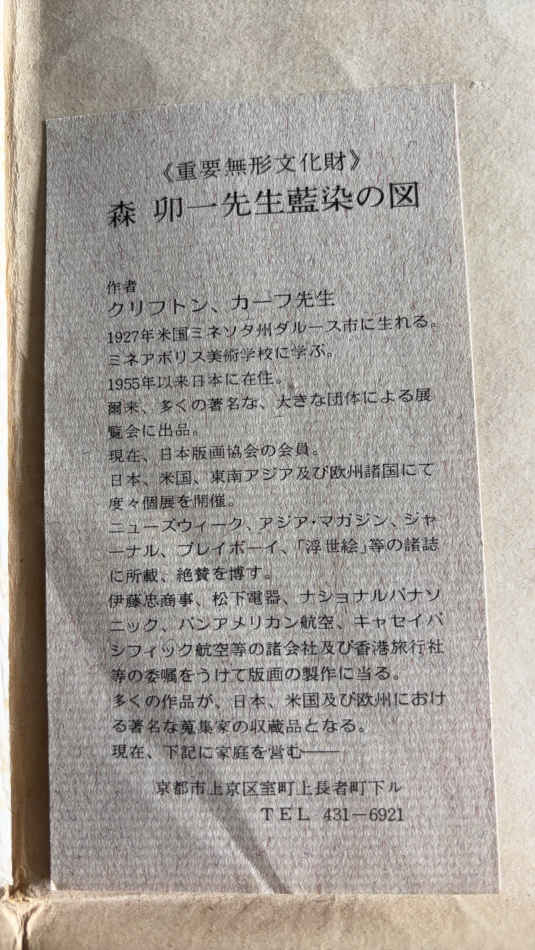 《重要無形文化財》
森 卯一先生藍染の図
作者
クリフトン、カーフ先生
1927年米国ミネソタ州ダルース市に生れる。
ミネアポリス美術学校に学ぶ。
1955年以来日本に在住。
爾来、多くの著名な、大きな団体による展
覧会に出品。
現在、日本版画協会の会員。
日本、米国、東南アジア及び欧州諸国にて
度々個展を開催。
ニューズウィーク、アジア・マガジン、ジャ
ーナル、プレイボーイ、「浮世絵」等の諸誌
に所載、絶賛を博す。
伊藤忠商事、松下電器、ナショナルパナソ
ニック、パンアメリカン航空、キャセイパ
シフィック航空等の諸会社及び香港旅行社
等の委嘱をうけて版画の製作に当る。
多くの作品が、日本、米国及び欧州におけ
る著名な蒐集家の収蔵品となる。
現在、下記に家庭を営む──
京都市上京区室町上長者町下ル
TEL 431-6921